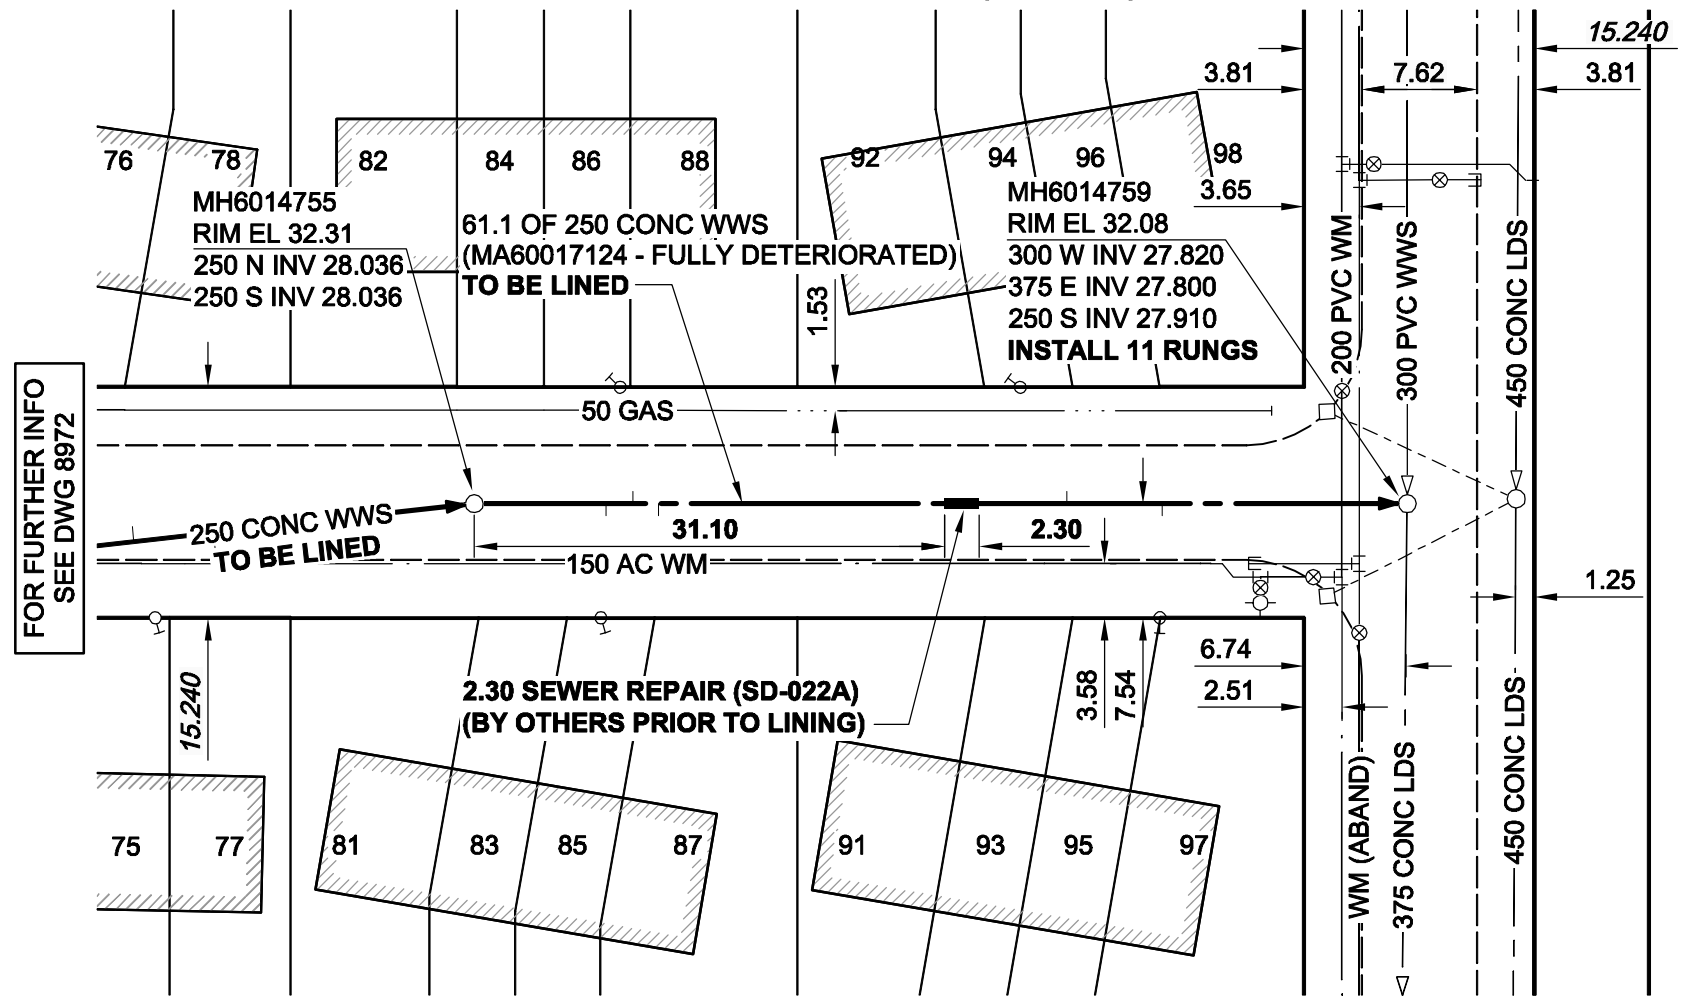 15.240
3.81
7.62
3.81
76
78
82
84
86
88
92
94
96
98
3.65
MH6014755
RIM EL 32.31
250 N INV 28.036
250 S INV 28.036
61.1 OF 250 CONC WWS
(MA60017124 - FULLY DETERIORATED)
TO BE LINED
1.53
MH6014759
RIM EL 32.08
300 W INV 27.820
375 E INV 27.800
250 S INV 27.910
INSTALL 11 RUNGS
200 PVC WM
300 PVC WWS
450 CONC LDS
FOR FURTHER INFO
SEE DWG 8972
50 GAS
250 CONC WWS
TO BE LINED
31.10
2.30
150 AC WM
1.25
15.240
2.30 SEWER REPAIR (SD-022A)
(BY OTHERS PRIOR TO LINING)
3.58
7.54
6.74
2.51
WM (ABAND)
375 CONC LDS
450 CONC LDS
75
77
81
83
85
87
91
93
95
97